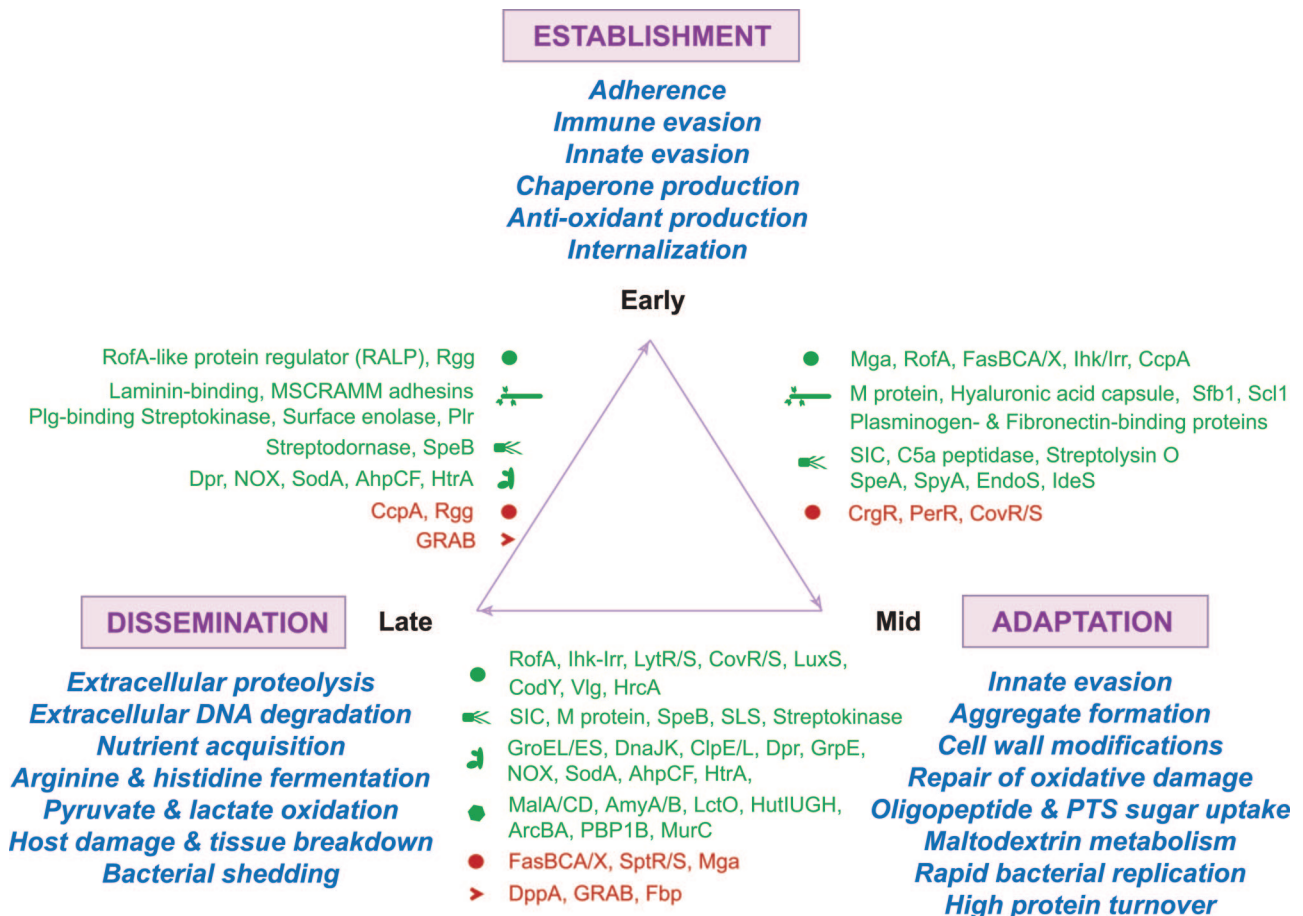 ESTABLISHMENT
Adherence
Immune evasion
Innate evasion
Chaperone production
Anti-oxidant production
Internalization
Early
RofA-like protein regulator (RALP), Rgg
Laminin-binding, MSCRAMM adhesins
Plg-binding Streptokinase, Surface enolase, Plr
Streptodornase, SpeB
Dpr, NOX, SodA, AhpCF, HtrA
CcpA, Rgg
GRAB
Mga, RofA, FasBCA/X, Ihk/Irr, CcpA
M protein, Hyaluronic acid capsule, Sfb1, Scl1
Plasminogen- & Fibronectin-binding proteins
SIC, C5a peptidase, Streptolysin O
SpeA, SpyA, EndoS, IdeS
CrgR, PerR, CovR/S
DISSEMINATION
Late
Extracellular proteolysis
Extracellular DNA degradation
Nutrient acquisition
Arginine & histidine fermentation
Pyruvate & lactate oxidation
Host damage & tissue breakdown
Bacterial shedding
RofA, Ihk-Irr, LytR/S, CovR/S, LuxS,
CodY, Vlg, HrcA
SIC, M protein, SpeB, SLS, Streptokinase
GroEL/ES, DnaJK, ClpE/L, Dpr, GrpE,
NOX, SodA, AhpCF, HtrA,
MalA/CD, AmyA/B, LctO, HutIUGH,
ArcBA, PBP1B, MurC
FasBCA/X, SptR/S, Mga
DppA, GRAB, Fbp
Mid
ADAPTATION
Innate evasion
Aggregate formation
Cell wall modifications
Repair of oxidative damage
Oligopeptide & PTS sugar uptake
Maltodextrin metabolism
Rapid bacterial replication
High protein turnover